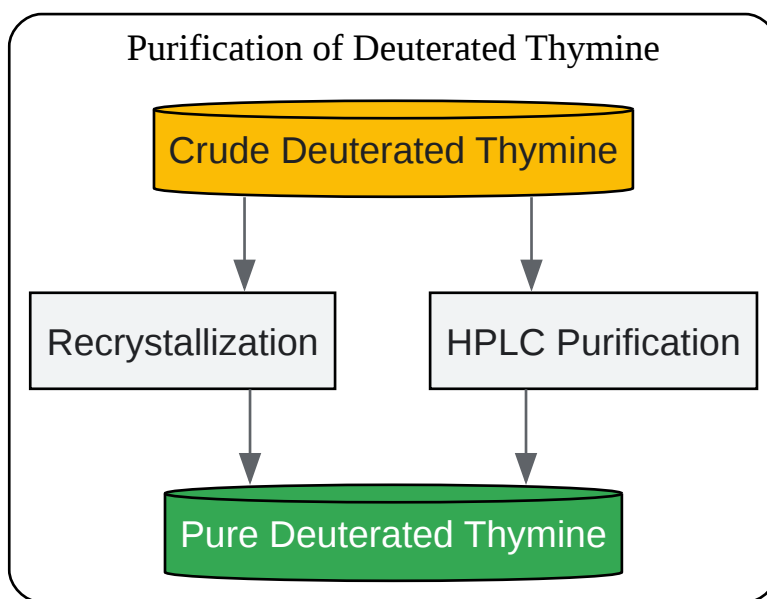 Purification of Deuterated Thymine
Crude Deuterated Thymine
Recrystallization
HPLC Purification
Pure Deuterated Thymine